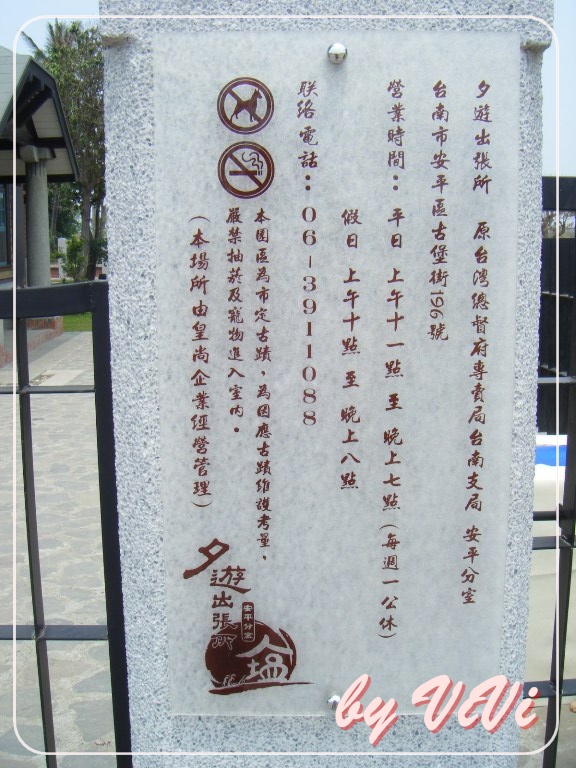 夕遊出張所　原台灣總督府專賣局台南支局　安平分室
台南市安平區古堡街196號
營業時間：平日 上午十一點 至 晚上七點(每週一公休)
假日 上午十點 至 晚上八點
聯絡電話：06-3911088
本園區為市定古蹟，為因應古蹟維護考量，
嚴禁抽菸及寵物進入室內。
(本場所由皇尚企業經營管理)
夕遊出張所
安平分室
塩
by ViVi